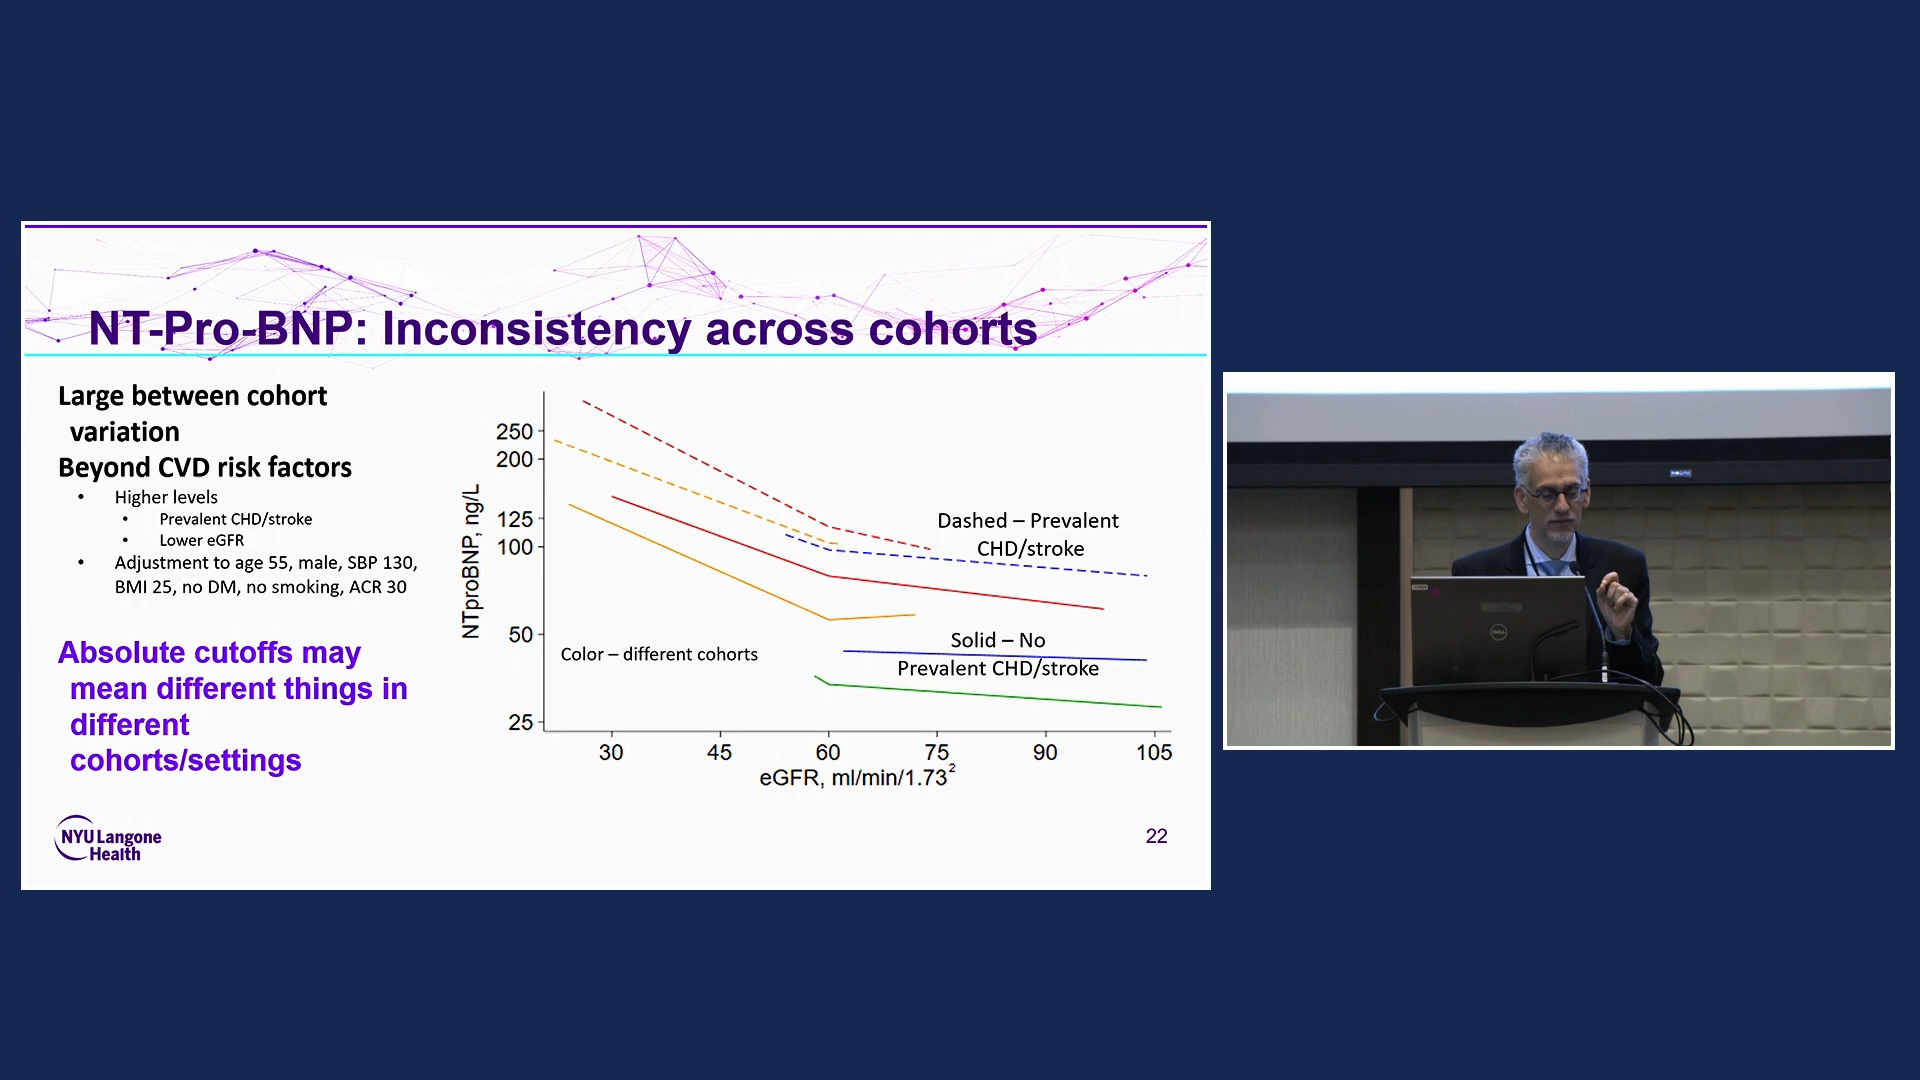 NT-Pro-BNP: Inconsistency across cohorts
Large between cohort
variation
Beyond CVD risk factors
• Higher levels
• Prevalent CHD/stroke
• Lower eGFR
• Adjustment to age 55, male, SBP 130,
BMI 25, no DM, no smoking, ACR 30
Absolute cutoffs may
mean different things in
different
cohorts/settings
NTproBNP, ng/L
250
200
125
100
50
25
Dashed – Prevalent
CHD/stroke
Solid – No
Prevalent CHD/stroke
Color – different cohorts
30 45 60 75 90 105
eGFR, ml/min/1.73²
NYU Langone
Health
22
DELL